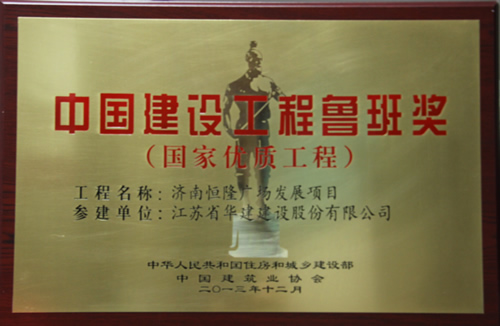 中国建设工程鲁班奖
（国家优质工程）
工程名称：济南恒隆广场发展项目
参建单位：江苏省华建建设股份有限公司
中华人民共和国住房和城乡建设部
中国建筑业协会
二〇一三年十二月